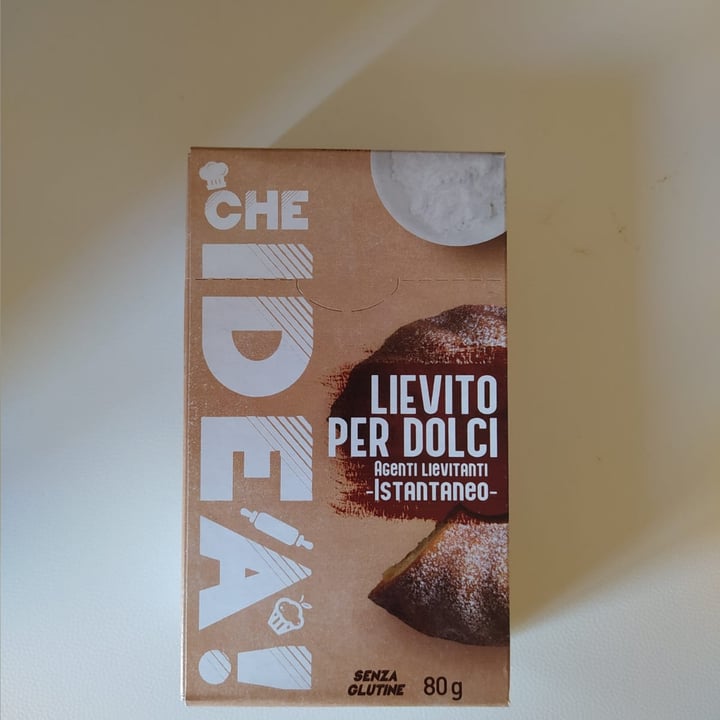 CHE
IDEA!
LIEVITO
PER DOLCI
AGENTI LIEVITANTI
-ISTANTANEO-
SENZA
GLUTINE
80g